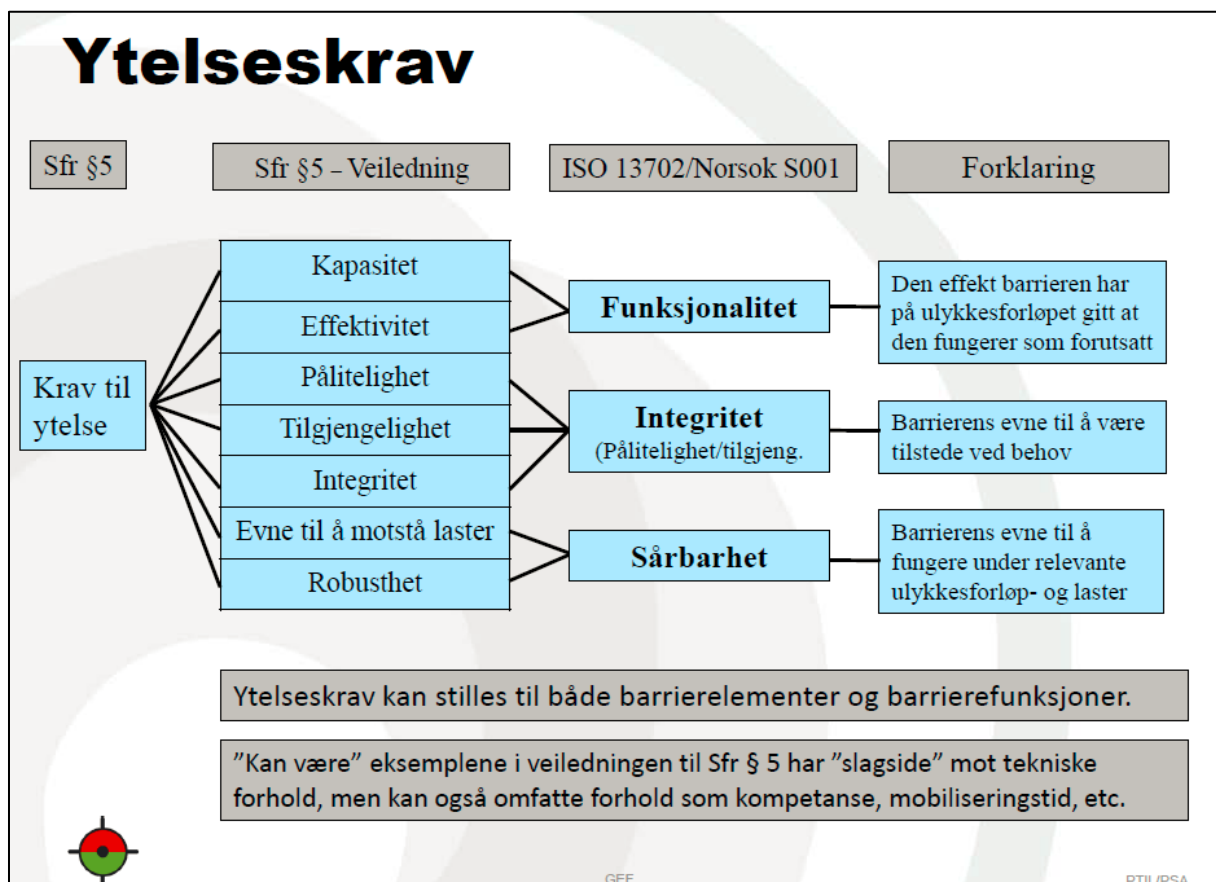 Ytelseskrav
Sfr §5
Sfr §5 – Veiledning
ISO 13702/Norsok S001
Forklaring
Krav til
ytelse
Kapasitet
Effektivitet
Pålitelighet
Tilgjengelighet
Integritet
Evne til å motstå laster
Robusthet
Funksjonalitet
Integritet
(Pålitelighet/tilgjeng.
Sårbarhet
Den effekt barrieren har
på ulykkesforløpet gitt at
den fungerer som forutsatt
Barrierens evne til å være
tilstede ved behov
Barrierens evne til å
fungere under relevante
ulykkesforløp- og laster
Ytelseskrav kan stilles til både barrierelementer og barrierefunksjoner.
”Kan være” eksemplene i veiledningen til Sfr § 5 har ”slagside” mot tekniske
forhold, men kan også omfatte forhold som kompetanse, mobiliseringstid, etc.
PTIL/PSA